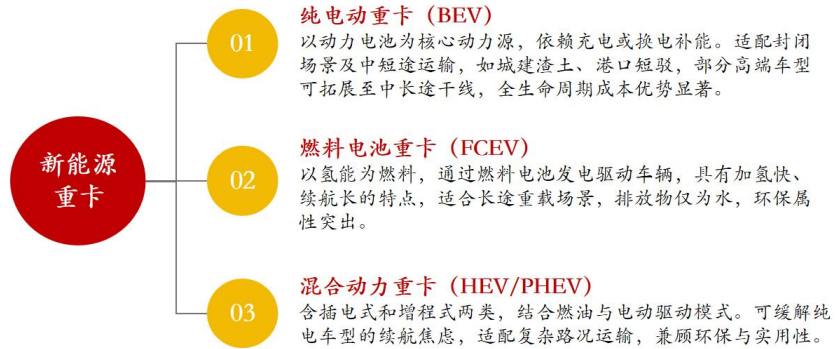 新能源
重卡
01
纯电动重卡（BEV）
以动力电池为核心动力源，依赖充电或换电补能。适配封闭
场景及中短途运输，如城建渣土、港口短驳，部分高端车型
可拓展至中长途干线，全生命周期成本优势显著。
02
燃料电池重卡（FCEV）
以氢能为燃料，通过燃料电池发电驱动车辆，具有加氢快、
续航长的特点，适合长途重载场景，排放物仅为水，环保属
性突出。
03
混合动力重卡（HEV/PHEV）
含插电式和增程式两类，结合燃油与电动驱动模式。可缓解纯
电车型的续航焦虑，适配复杂路况运输，兼顾环保与实用性。